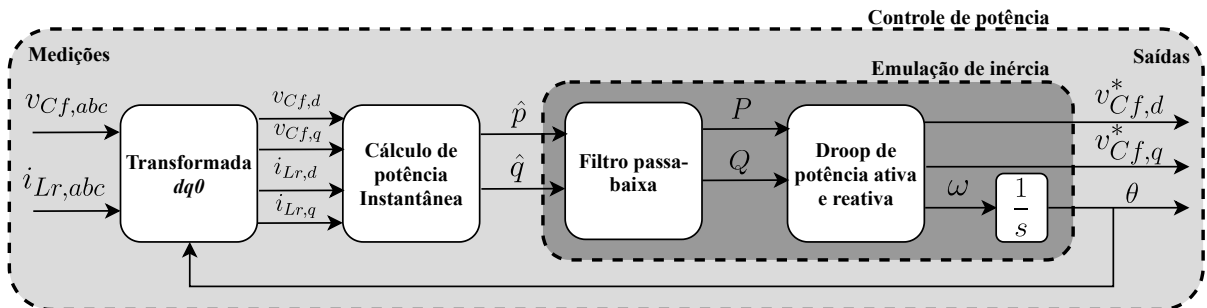 Controle de potência
Medições
Saídas
Emulação de inércia
v_{Cf,abc}
i_{Lr,abc}
Transformada
dq0
v_{Cf,d}
v_{Cf,q}
i_{Lr,d}
i_{Lr,q}
Cálculo de
potência
Instantânea
p̂
q̂
Filtro passa-
baixa
P
Q
Droop de
potência ativa
e reativa
ω
1
s
v^*_{Cf,d}
v^*_{Cf,q}
θ